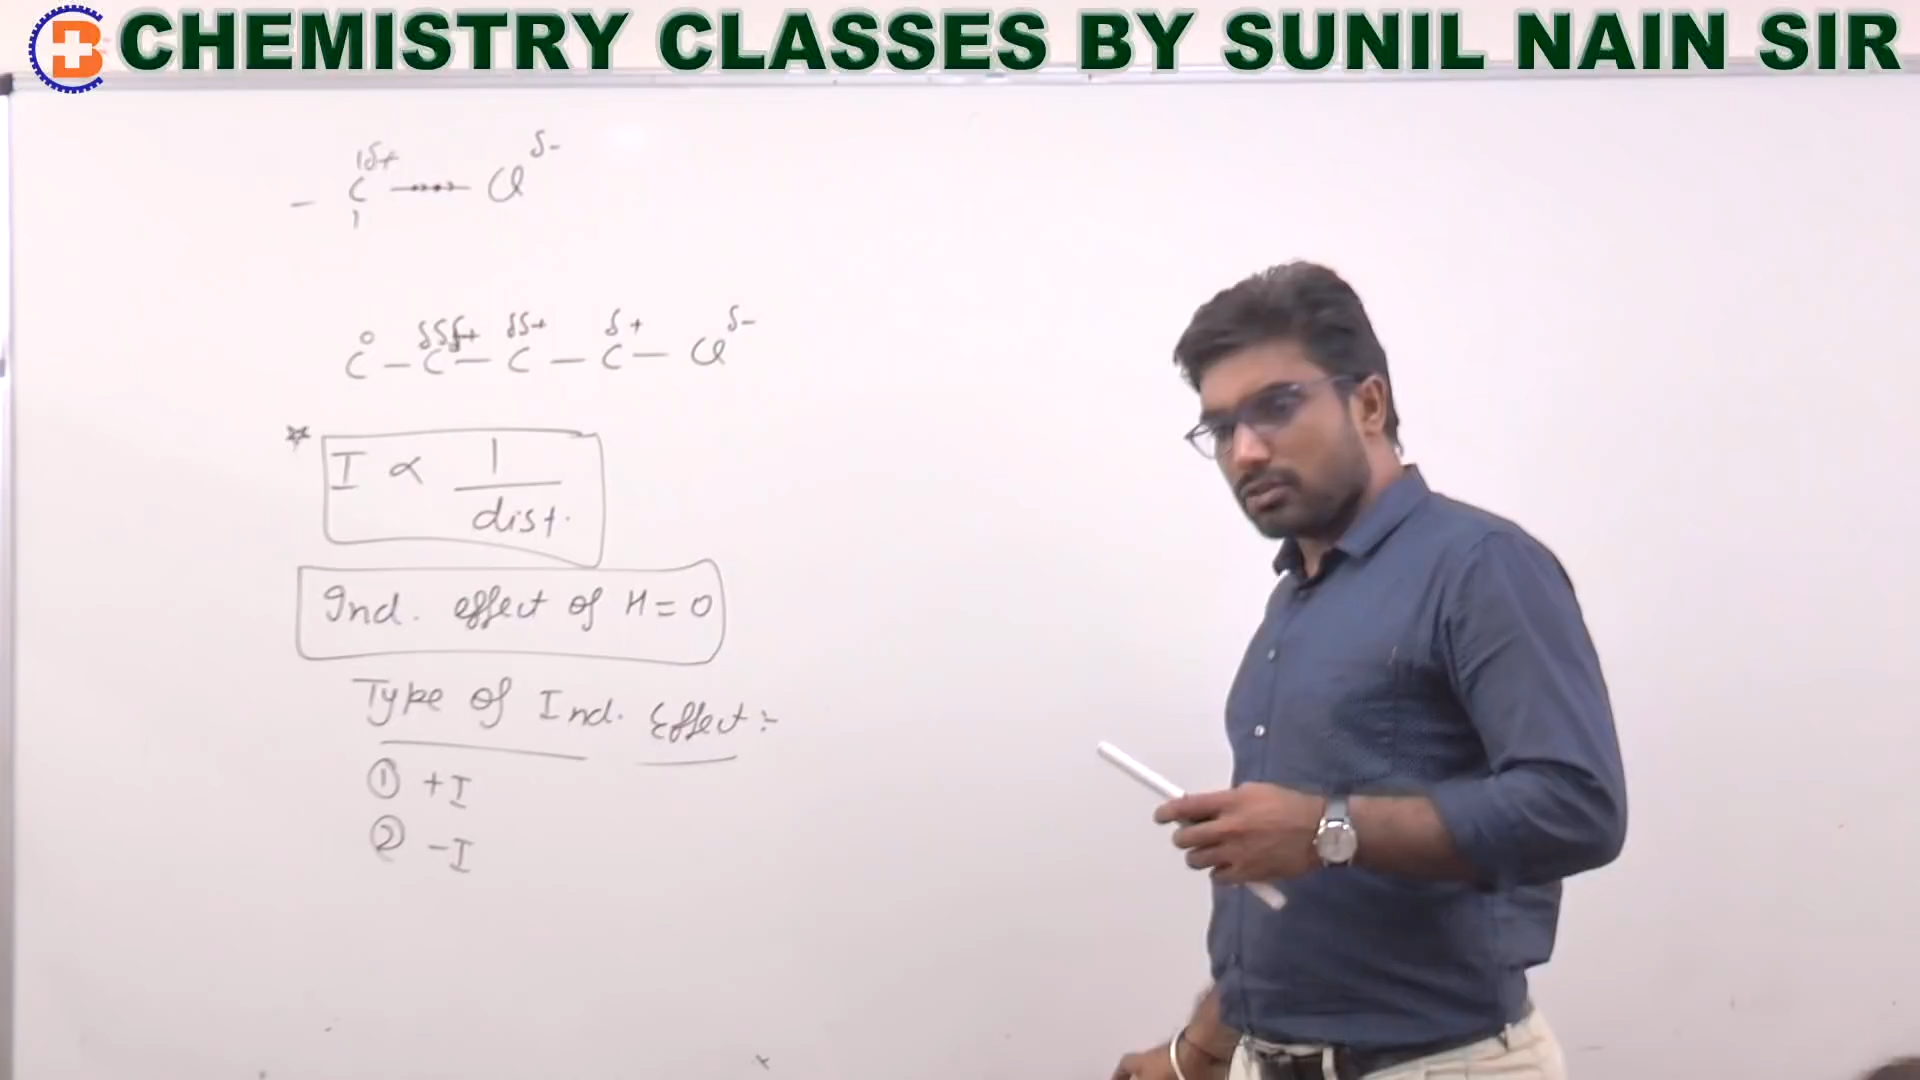 CHEMISTRY CLASSES BY SUNIL NAIN SIR
δ+ δ-
- C → Cl
0 δδδ+ δδ+ δ+ δ-
C - C - C - C - Cl
☆ I ∝ 1
dist.
Ind. effect of H = 0
Type of Ind. Effect :-
① +I
② -I